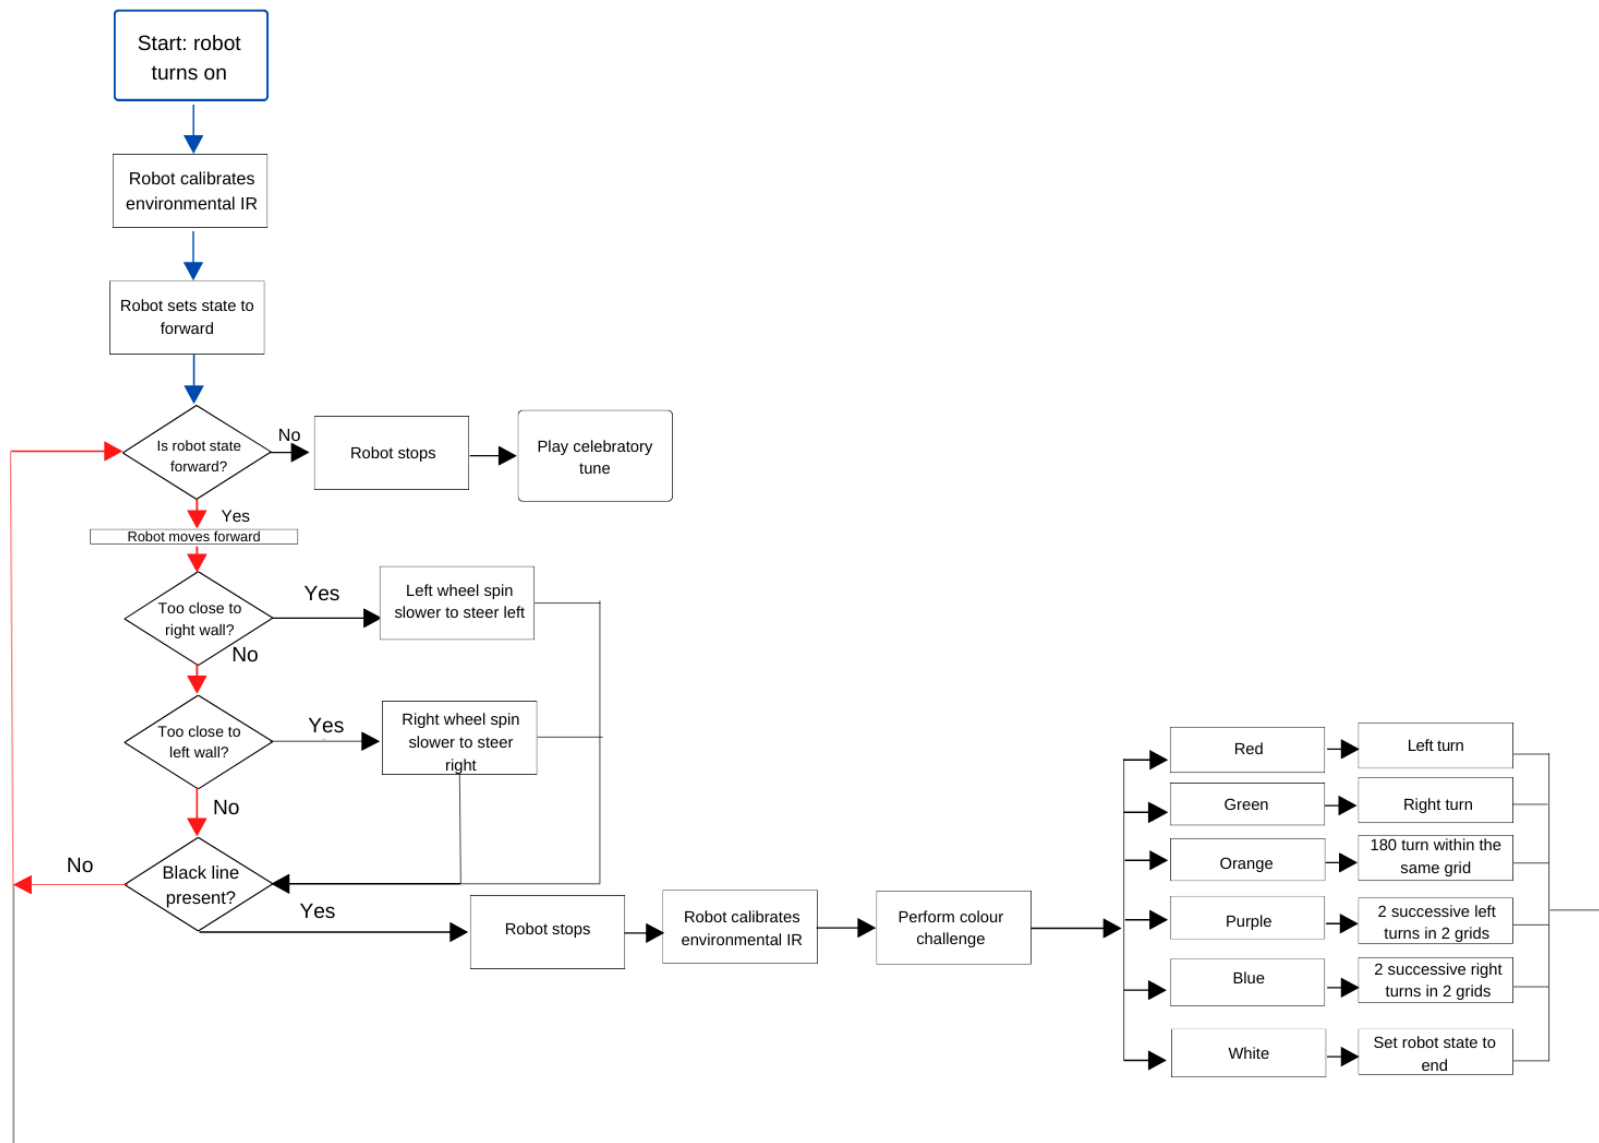 Start: robot
turns on
Robot calibrates
environmental IR
Robot sets state to
forward
Is robot state
forward?
No
Robot stops
Play celebratory
tune
Yes
Robot moves forward
Too close to
right wall?
Yes
Left wheel spin
slower to steer left
No
Too close to
left wall?
Yes
Right wheel spin
slower to steer
right
No
Black line
present?
No
Yes
Robot stops
Robot calibrates
environmental IR
Perform colour
challenge
Red
Left turn
Green
Right turn
Orange
180 turn within the
same grid
Purple
2 successive left
turns in 2 grids
Blue
2 successive right
turns in 2 grids
White
Set robot state to
end